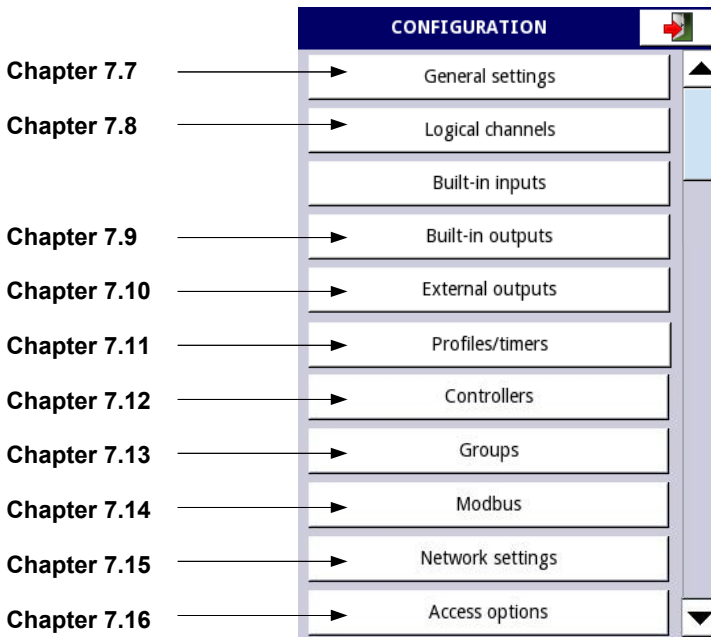 CONFIGURATION
Chapter 7.7 General settings
Chapter 7.8 Logical channels
Built-in inputs
Chapter 7.9 Built-in outputs
Chapter 7.10 External outputs
Chapter 7.11 Profiles/timers
Chapter 7.12 Controllers
Chapter 7.13 Groups
Chapter 7.14 Modbus
Chapter 7.15 Network settings
Chapter 7.16 Access options